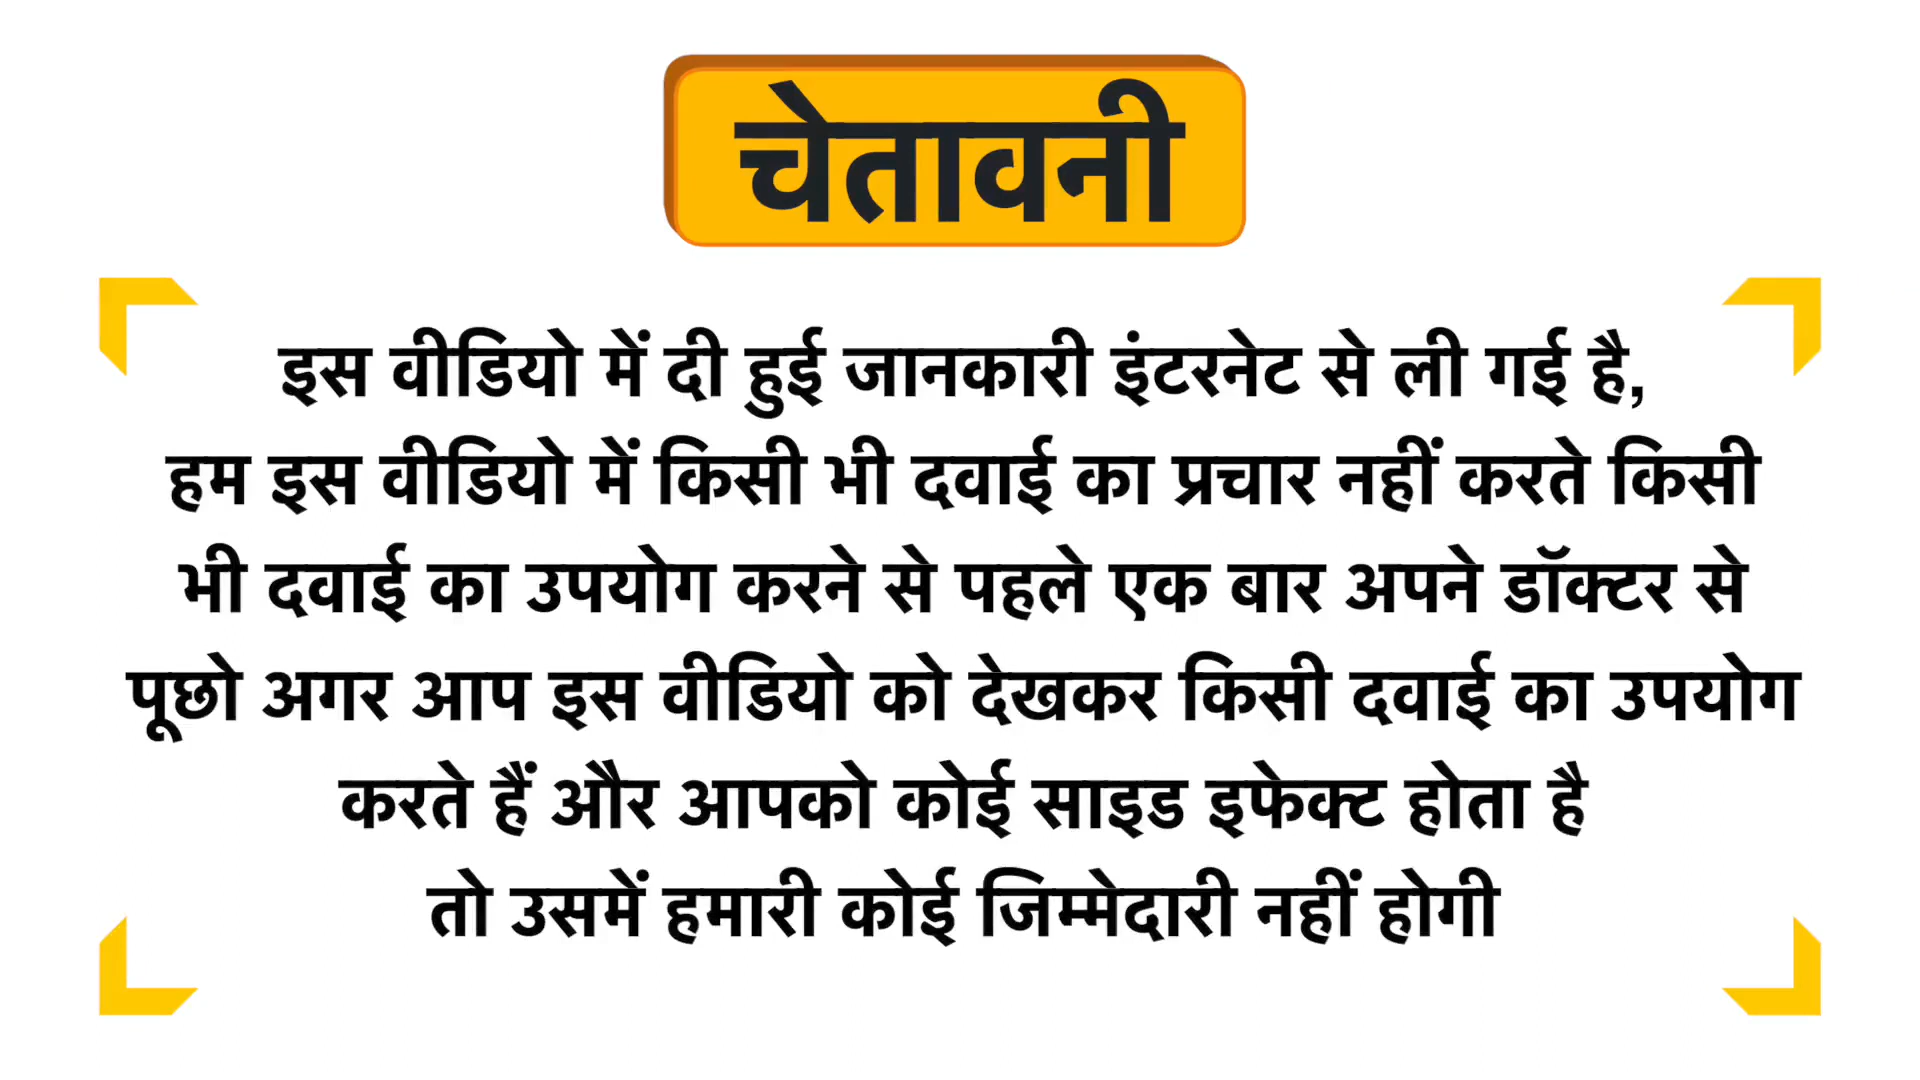 चेतावनी
इस वीडियो में दी हुई जानकारी इंटरनेट से ली गई है,
हम इस वीडियो में किसी भी दवाई का प्रचार नहीं करते किसी
भी दवाई का उपयोग करने से पहले एक बार अपने डॉक्टर से
पूछो अगर आप इस वीडियो को देखकर किसी दवाई का उपयोग
करते हैं और आपको कोई साइड इफेक्ट होता है
तो उसमें हमारी कोई जिम्मेदारी नहीं होगी